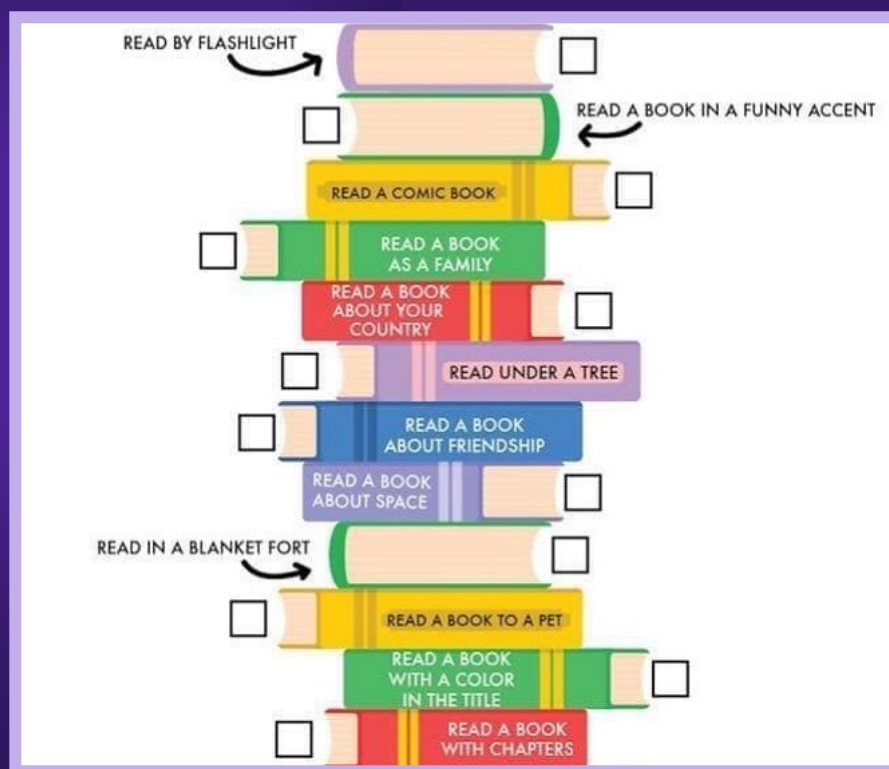 READ BY FLASHLIGHT
READ A BOOK IN A FUNNY ACCENT
READ A COMIC BOOK
READ A BOOK
AS A FAMILY
READ A BOOK
ABOUT YOUR
COUNTRY
READ UNDER A TREE
READ A BOOK
ABOUT FRIENDSHIP
READ A BOOK
ABOUT SPACE
READ IN A BLANKET FORT
READ A BOOK TO A PET
READ A BOOK
WITH A COLOR
IN THE TITLE
READ A BOOK
WITH CHAPTERS